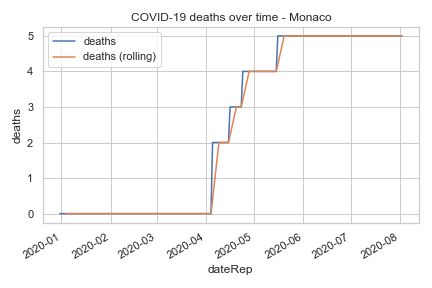 COVID-19 deaths over time - Monaco
deaths
deaths (rolling)
5
4
3
2
1
0
deaths
2020-01
2020-02
2020-03
2020-04
2020-05
2020-06
2020-07
2020-08
dateRep